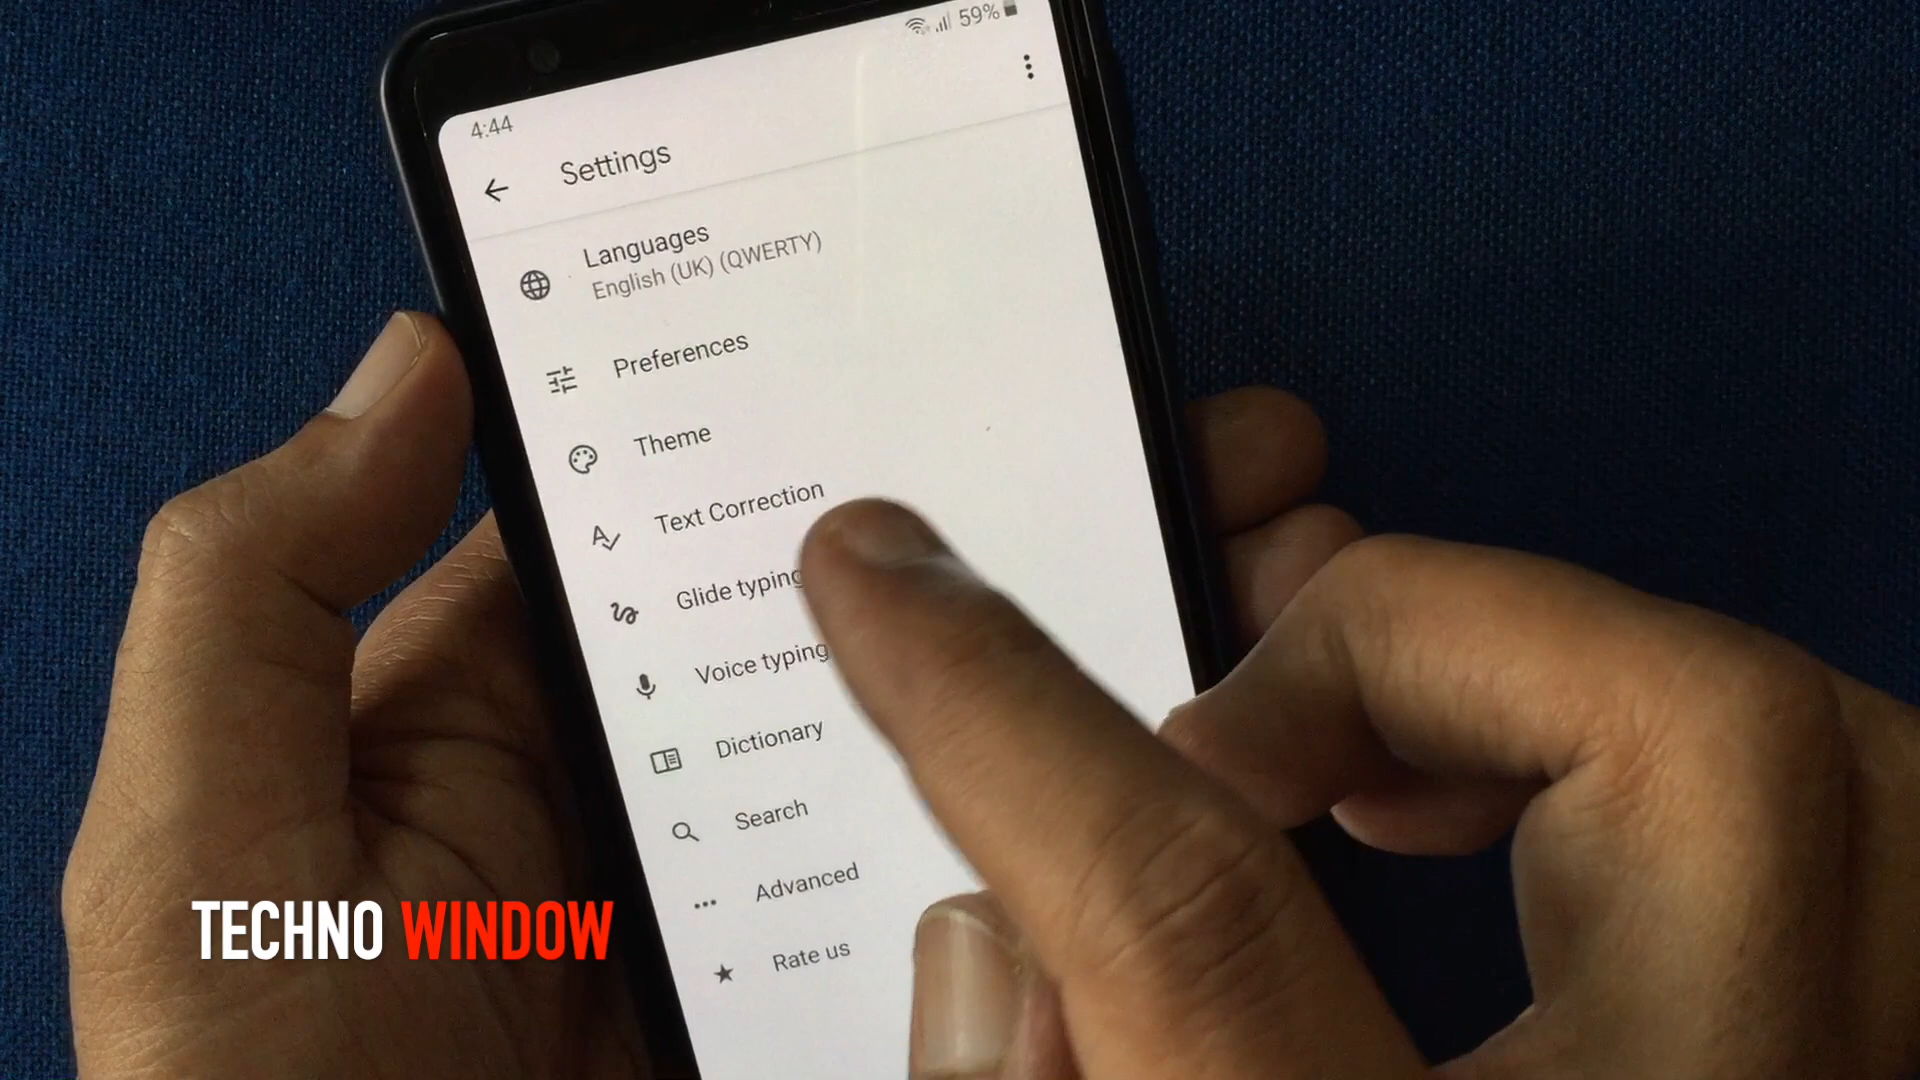 59%
4:44
Settings
Languages
English (UK) (QWERTY)
Preferences
Theme
Text Correction
Glide typing
Voice typing
Dictionary
Search
Advanced
Rate us
TECHNO WINDOW